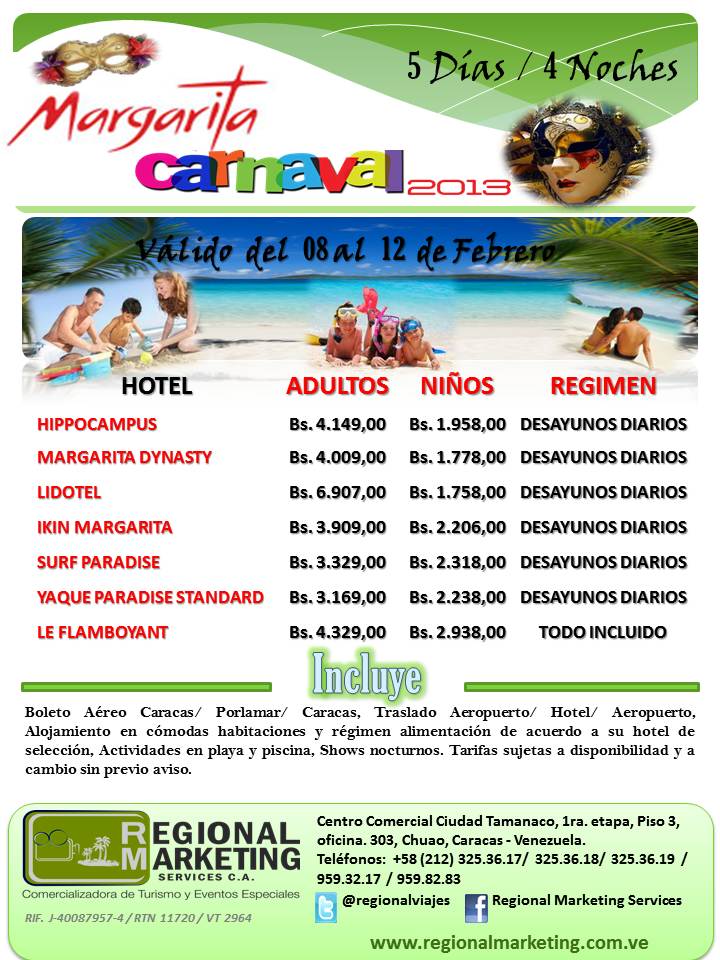 5 Días / 4 Noches
Margarita
carnaval 2013
Válido del 08 al 12 de Febrero
HOTEL ADULTOS NIÑOS REGIMEN
HIPPOCAMPUS Bs. 4.149,00 Bs. 1.958,00 DESAYUNOS DIARIOS
MARGARITA DYNASTY Bs. 4.009,00 Bs. 1.778,00 DESAYUNOS DIARIOS
LIDOTEL Bs. 6.907,00 Bs. 1.758,00 DESAYUNOS DIARIOS
IKIN MARGARITA Bs. 3.909,00 Bs. 2.206,00 DESAYUNOS DIARIOS
SURF PARADISE Bs. 3.329,00 Bs. 2.318,00 DESAYUNOS DIARIOS
YAQUE PARADISE STANDARD Bs. 3.169,00 Bs. 2.238,00 DESAYUNOS DIARIOS
LE FLAMBOYANT Bs. 4.329,00 Bs. 2.938,00 TODO INCLUIDO
Incluye
Boleto Aéreo Caracas/ Porlamar/ Caracas, Traslado Aeropuerto/ Hotel/ Aeropuerto,
Alojamiento en cómodas habitaciones y régimen alimentación de acuerdo a su hotel de
selección, Actividades en playa y piscina, Shows nocturnos. Tarifas sujetas a disponibilidad y a
cambio sin previo aviso.
REGIONAL
MARKETING
SERVICES C.A.
Comercializadora de Turismo y Eventos Especiales
RIF. J-40087957-4 / RTN 11720 / VT 2964
Centro Comercial Ciudad Tamanaco, 1ra. etapa, Piso 3,
oficina. 303, Chuao, Caracas - Venezuela.
Teléfonos: +58 (212) 325.36.17/ 325.36.18/ 325.36.19 /
959.32.17 / 959.82.83
@regionalviajes Regional Marketing Services
www.regionalmarketing.com.ve